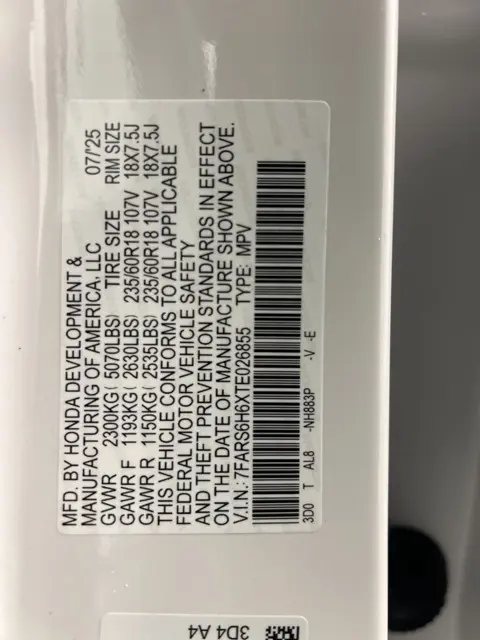 MFD. BY HONDA DEVELOPMENT &
MANUFACTURING OF AMERICA, LLC 07/'25
GVWR 2300KG ( 5070LBS) TIRE SIZE RIM SIZE
GAWR F 1193KG ( 2630LBS) 235/60R18 107V 18X7.5J
GAWR R 1150KG ( 2535LBS) 235/60R18 107V 18X7.5J
THIS VEHICLE CONFORMS TO ALL APPLICABLE
FEDERAL MOTOR VEHICLE SAFETY
AND THEFT PREVENTION STANDARDS IN EFFECT
ON THE DATE OF MANUFACTURE SHOWN ABOVE.
V.I.N.:7FARS6H6XTE026855 TYPE: MPV
3D0 T AL8 -NH883P -V -E
3D4 A4